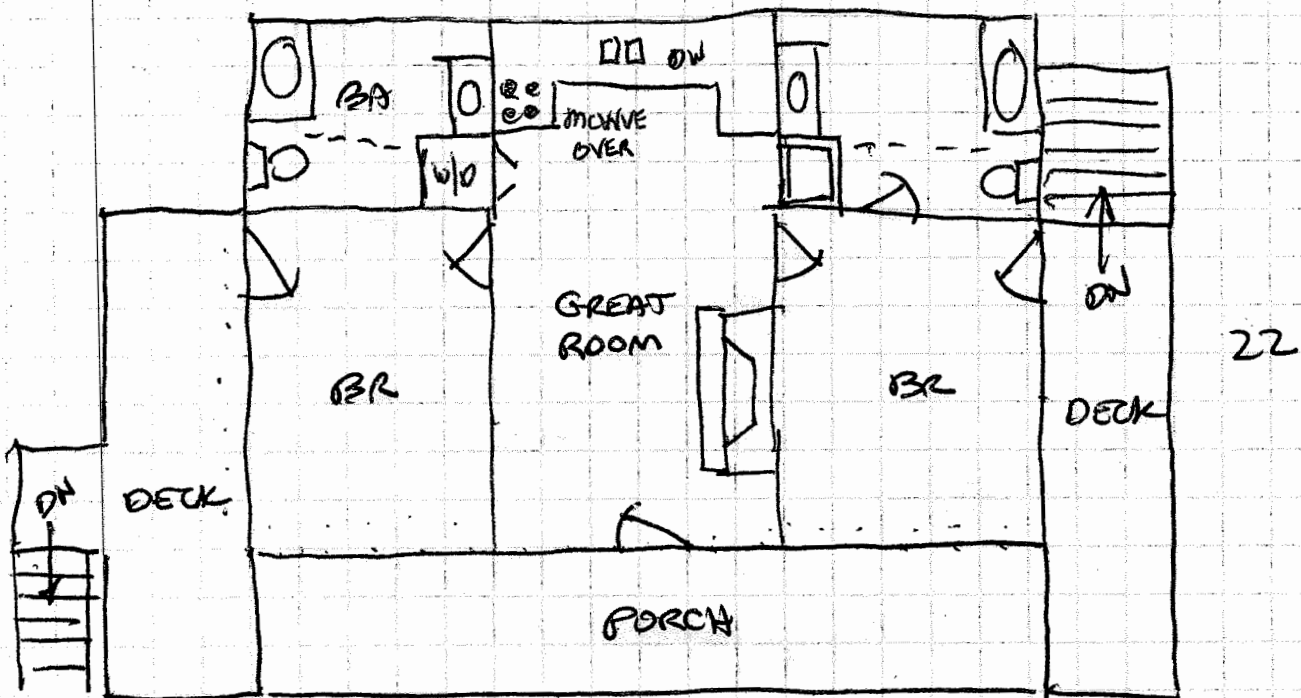 DW
BA
MCWVE
OVER
W/D
GREAT
ROOM
DN
22
BR
BR
DECK
DN
DECK
PORCH